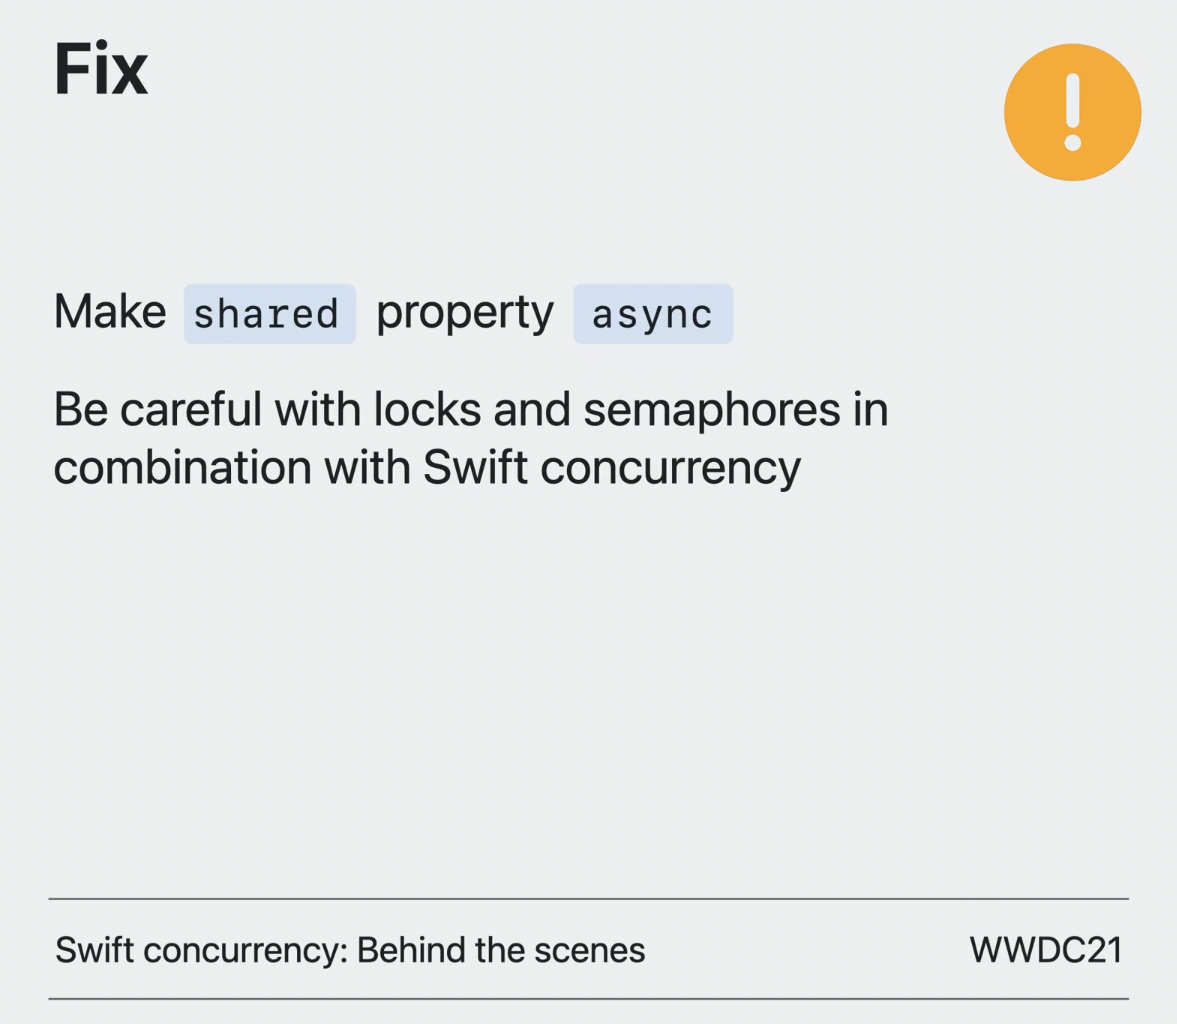 Fix
Make shared property async
Be careful with locks and semaphores in
combination with Swift concurrency
Swift concurrency: Behind the scenes
WWDC21